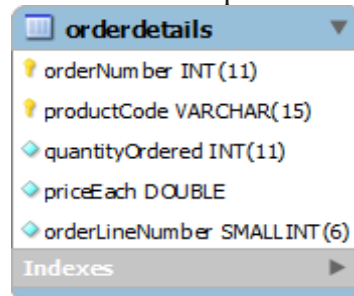 orderdetails
orderNumber INT(11)
productCode VARCHAR(15)
quantityOrdered INT(11)
priceEach DOUBLE
orderLineNumber SMALLINT(6)
Indexes